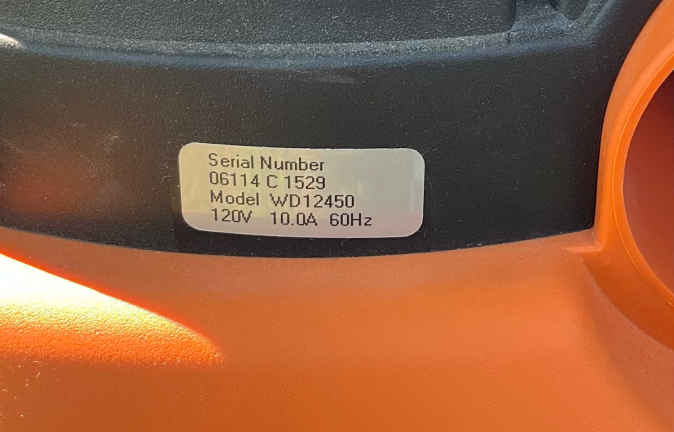 Serial Number
06114 C 1529
Model WD12450
120V 10.0A 60Hz